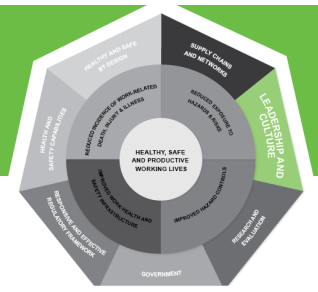 HEALTHY AND SAFE
BY DESIGN
SUPPLY CHAINS
AND NETWORKS
LEADERSHIP AND
CULTURE
RESEARCH AND
EVALUATION
GOVERNMENT
RESPONSIVE AND EFFECTIVE
REGULATORY FRAMEWORK
HEALTH AND
SAFETY CAPABILITIES
REDUCED INCIDENCE OF WORK-RELATED
DEATH, INJURY & ILLNESS
REDUCED EXPOSURE TO
HAZARDS & RISKS
IMPROVED HAZARD CONTROLS
IMPROVED WORK HEALTH AND
SAFETY INFRASTRUCTURE
HEALTHY, SAFE
AND PRODUCTIVE
WORKING LIVES